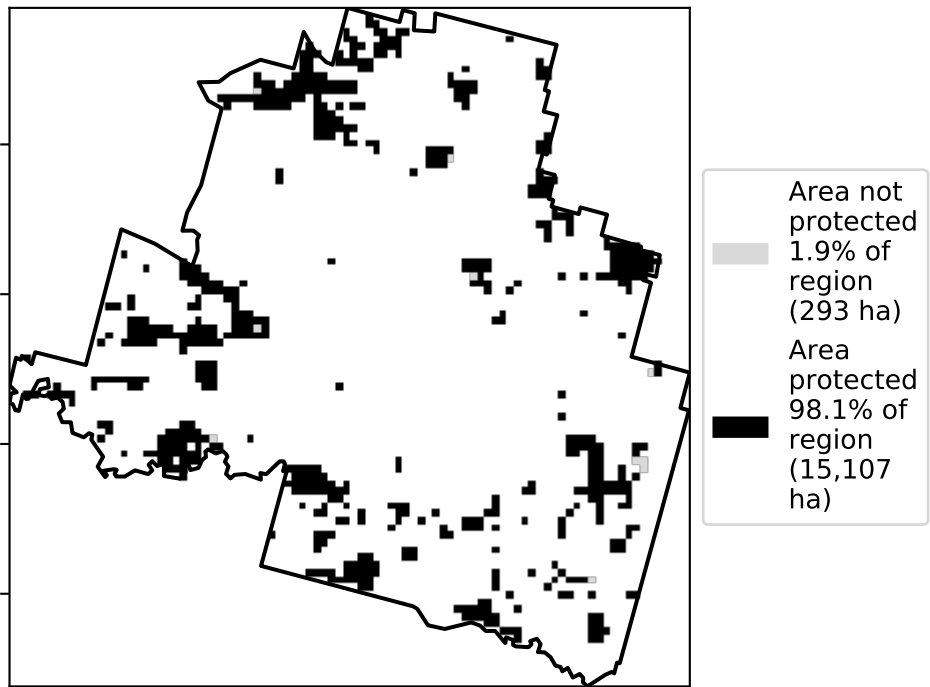 Area not
protected
1.9% of
region
(293 ha)
Area
protected
98.1% of
region
(15,107
ha)